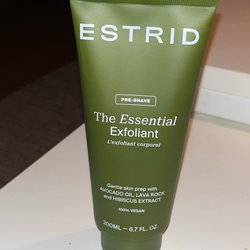 ESTRID
PRE-SHAVE
The Essential
Exfoliant
L'exfoliant corporel
Gentle skin prep with
AVOCADO OIL, LAVA ROCK
and HIBISCUS EXTRACT
100% VEGAN
200ML – 6.7 FL. OZ.